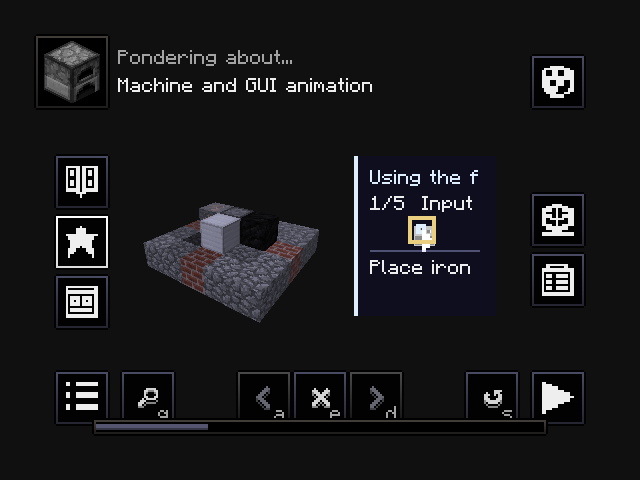 Pondering about...
Machine and GUI animation
Using the f
1/5 Input
Place iron
q
a
e
d
s